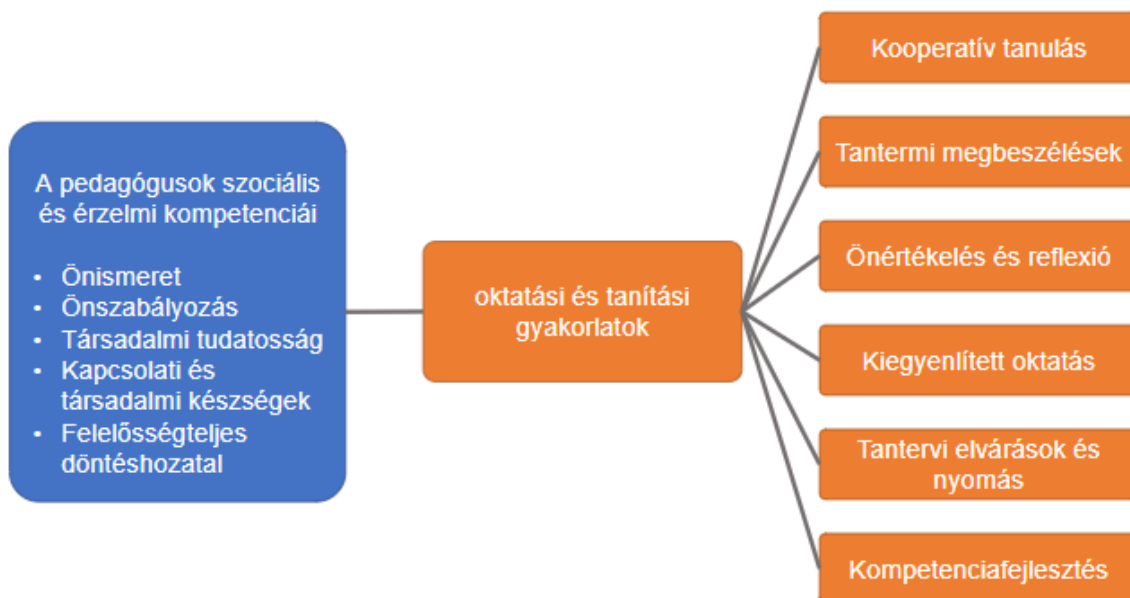 A pedagógusok szociális
és érzelmi kompetenciái
• Önismeret
• Önszabályozás
• Társadalmi tudatosság
• Kapcsolati és
társadalmi készségek
• Felelősségteljes
döntéshozatal
oktatási és tanítási
gyakorlatok
Kooperatív tanulás
Tantermi megbeszélések
Önértékelés és reflexió
Kiegyenlített oktatás
Tantervi elvárások és
nyomás
Kompetenciafejlesztés